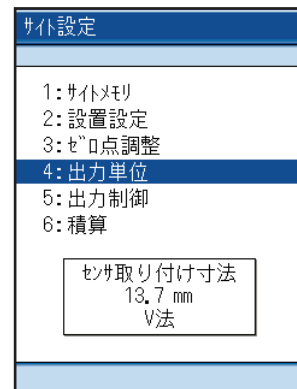 ｻｲﾄ設定
1:ｻｲﾄﾒﾓﾘ
2:設置設定
3:ｾﾞﾛ点調整
4:出力単位
5:出力制御
6:積算
ｾﾝｻ取り付け寸法
13.7 mm
V法